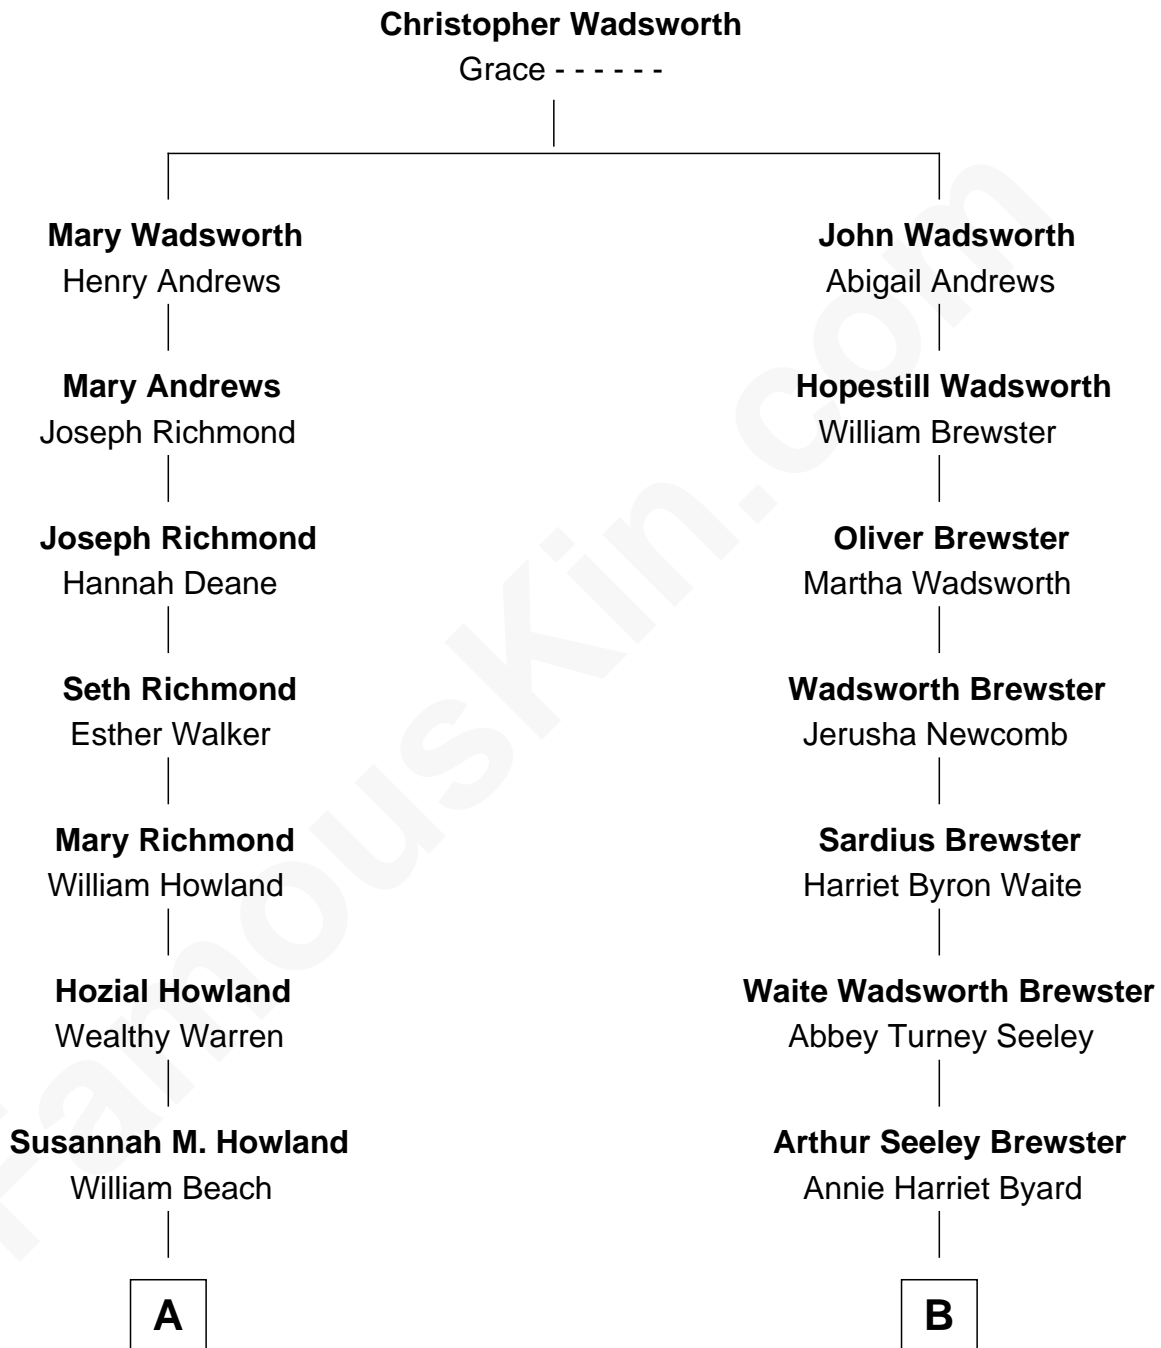 Christopher Wadsworth
Grace - - - - - -
Mary Wadsworth
Henry Andrews
John Wadsworth
Abigail Andrews
Mary Andrews
Joseph Richmond
Hopestill Wadsworth
William Brewster
Joseph Richmond
Hannah Deane
Oliver Brewster
Martha Wadsworth
Seth Richmond
Esther Walker
Wadsworth Brewster
Jerusha Newcomb
Mary Richmond
William Howland
Sardius Brewster
Harriet Byron Waite
Hozial Howland
Wealthy Warren
Waite Wadsworth Brewster
Abbey Turney Seeley
Susannah M. Howland
William Beach
Arthur Seeley Brewster
Annie Harriet Byard
A
B
FamousKin.com